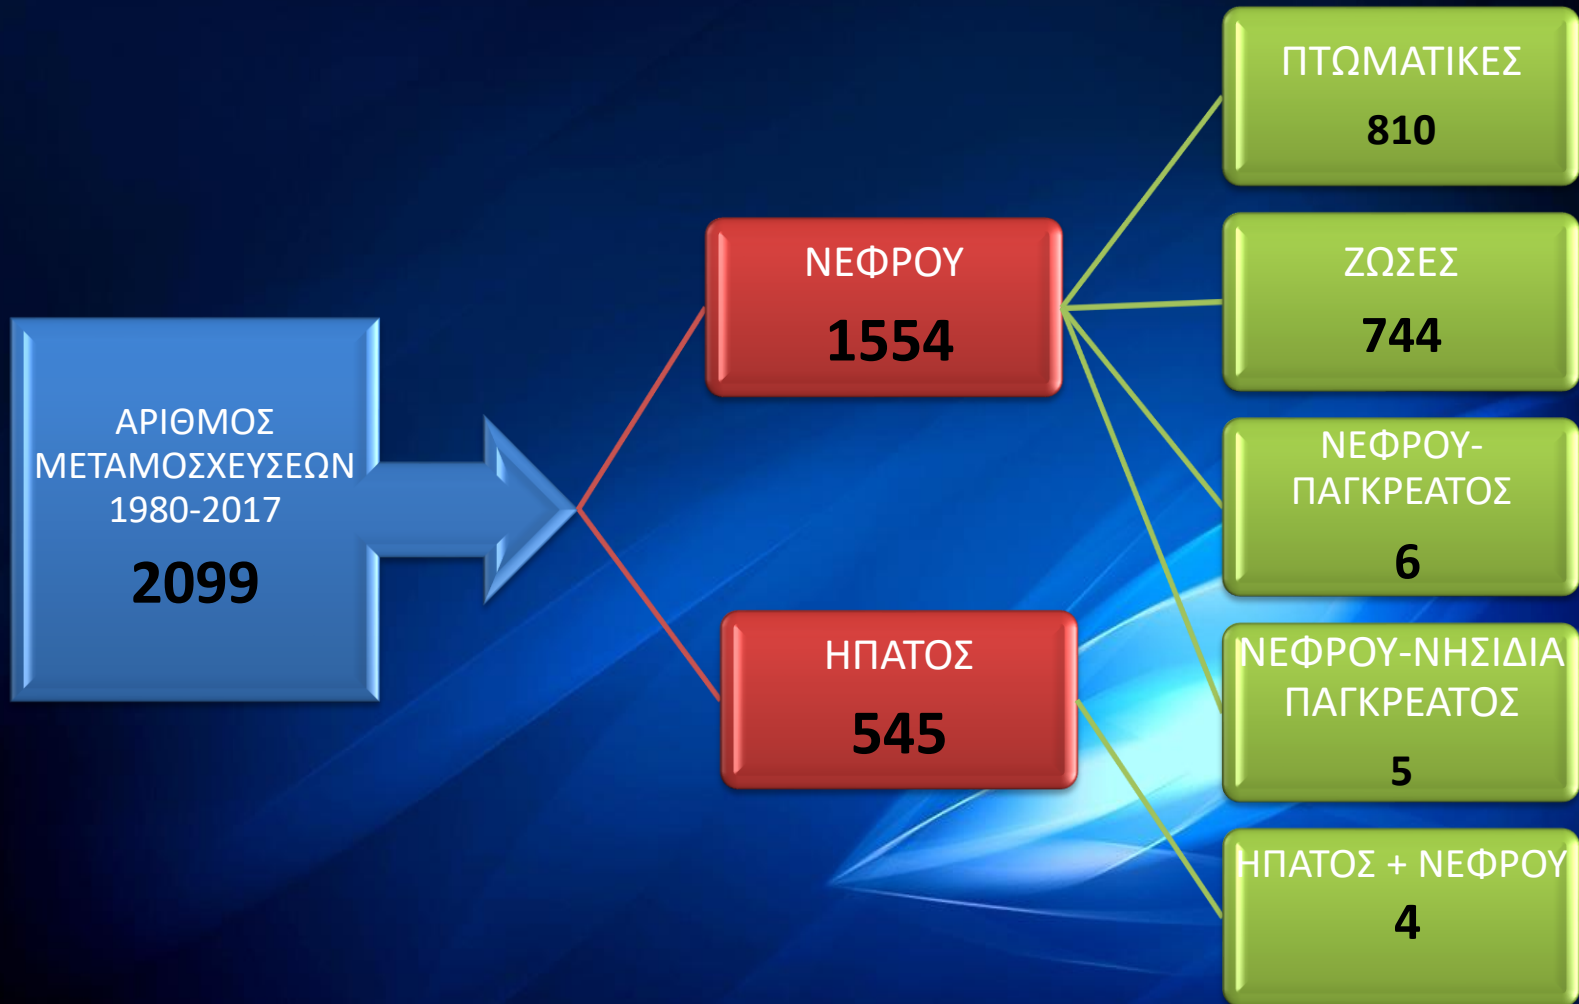 ΑΡΙΘΜΟΣ
ΜΕΤΑΜΟΣΧΕΥΣΕΩΝ
1980-2017
2099
ΝΕΦΡΟΥ
1554
ΗΠΑΤΟΣ
545
ΠΤΩΜΑΤΙΚΕΣ
810
ΖΩΣΕΣ
744
ΝΕΦΡΟΥ-
ΠΑΓΚΡΕΑΤΟΣ
6
ΝΕΦΡΟΥ-ΝΗΣΙΔΙΑ
ΠΑΓΚΡΕΑΤΟΣ
5
ΗΠΑΤΟΣ + ΝΕΦΡΟΥ
4